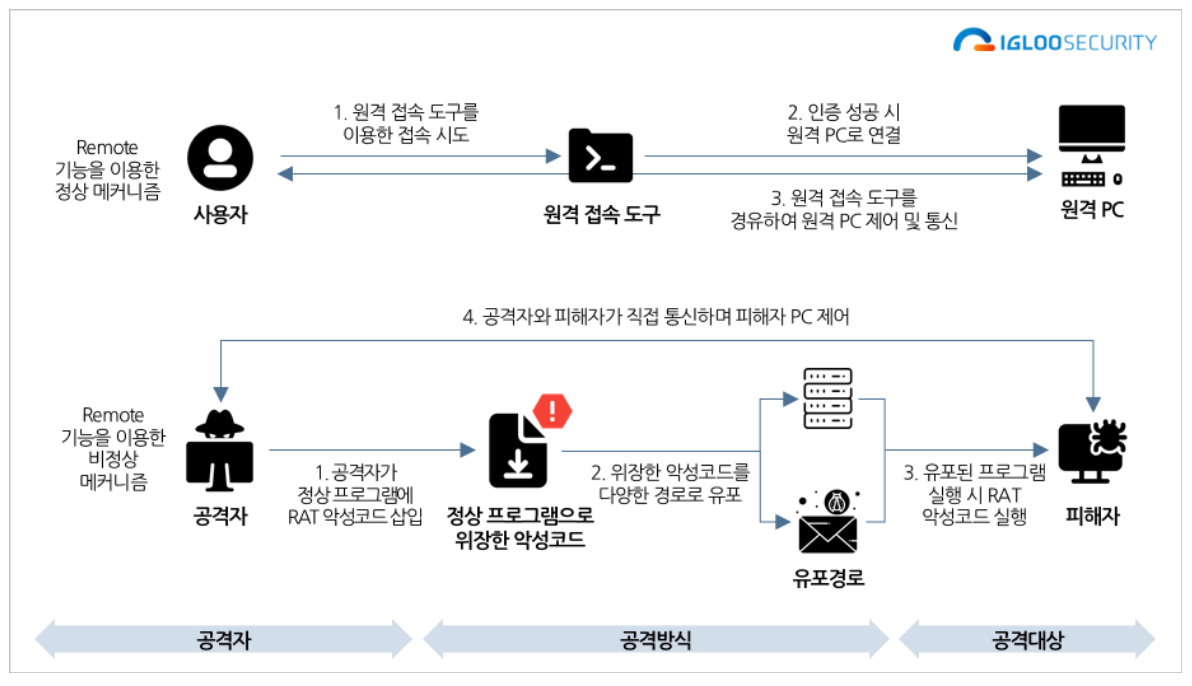 IGLOOSECURITY
Remote
기능을 이용한
정상 메커니즘
사용자
1. 원격 접속 도구를
이용한 접속 시도
원격 접속 도구
2. 인증 성공 시
원격 PC로 연결
3. 원격 접속 도구를
경유하여 원격 PC 제어 및 통신
원격 PC
4. 공격자와 피해자가 직접 통신하며 피해자 PC 제어
Remote
기능을 이용한
비정상
메커니즘
공격자
1. 공격자가
정상 프로그램에
RAT 악성코드 삽입
정상 프로그램으로
위장한 악성코드
2. 위장한 악성코드를
다양한 경로로 유포
유포경로
3. 유포된 프로그램
실행 시 RAT
악성코드 실행
피해자
공격자
공격방식
공격대상